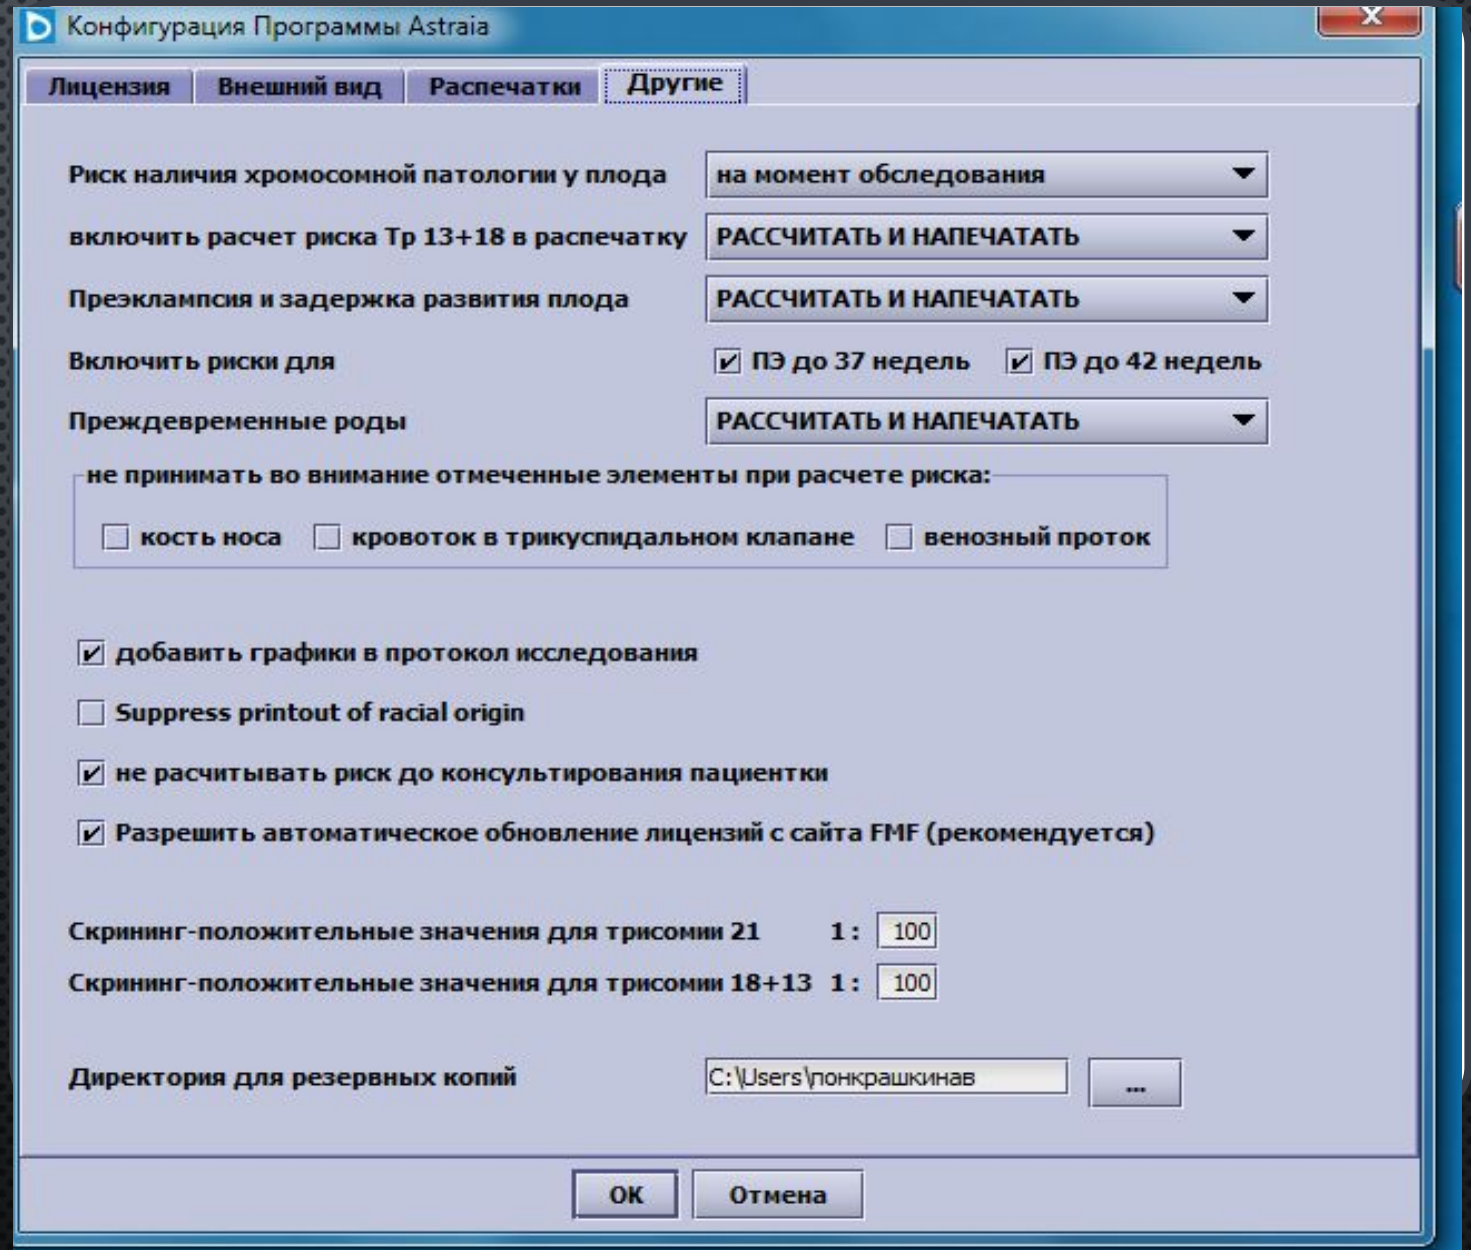 Конфигурация Программы Astraia
X
Лицензия Внешний вид Распечатки Другие
Риск наличия хромосомной патологии у плода на момент обследования
включить расчет риска Тр 13+18 в распечатку РАССЧИТАТЬ И НАПЕЧАТАТЬ
Преэклампсия и задержка развития плода РАССЧИТАТЬ И НАПЕЧАТАТЬ
Включить риски для ПЭ до 37 недель ПЭ до 42 недель
Преждевременные роды РАССЧИТАТЬ И НАПЕЧАТАТЬ
не принимать во внимание отмеченные элементы при расчете риска:
кость носа кровоток в трикуспидальном клапане венозный проток
добавить графики в протокол исследования
Suppress printout of racial origin
не расчитывать риск до консультирования пациентки
Разрешить автоматическое обновление лицензий с сайта FMF (рекомендуется)
Скрининг-положительные значения для трисомии 21 1: 100
Скрининг-положительные значения для трисомии 18+13 1: 100
Директория для резервных копий C:\Users\понкрашкинав ...
OK Отмена